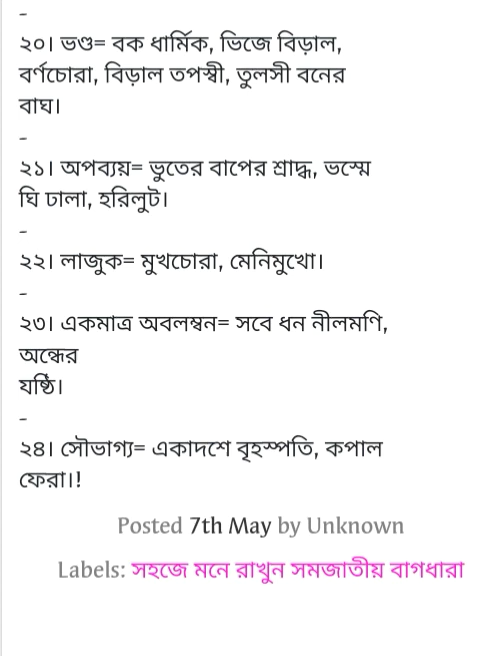 -
২০। ভণ্ড= বক ধার্মিক, ভিজে বিড়াল,
বর্ণচোরা, বিড়াল তপস্বী, তুলসী বনের
বাঘ।
-
২১। অপব্যয়= ভুতের বাপের শ্রাদ্ধ, ভস্মে
ঘি ঢালা, হরিলুট।
-
২২। লাজুক= মুখচোরা, মেনিমুখো।
-
২৩। একমাত্র অবলম্বন= সবে ধন নীলমণি,
অন্ধের
যষ্ঠি।
-
২৪। সৌভাগ্য= একাদশে বৃহস্পতি, কপাল
ফেরা।!
Posted 7th May by Unknown
Labels: সহজে মনে রাখুন সমজাতীয় বাগধারা